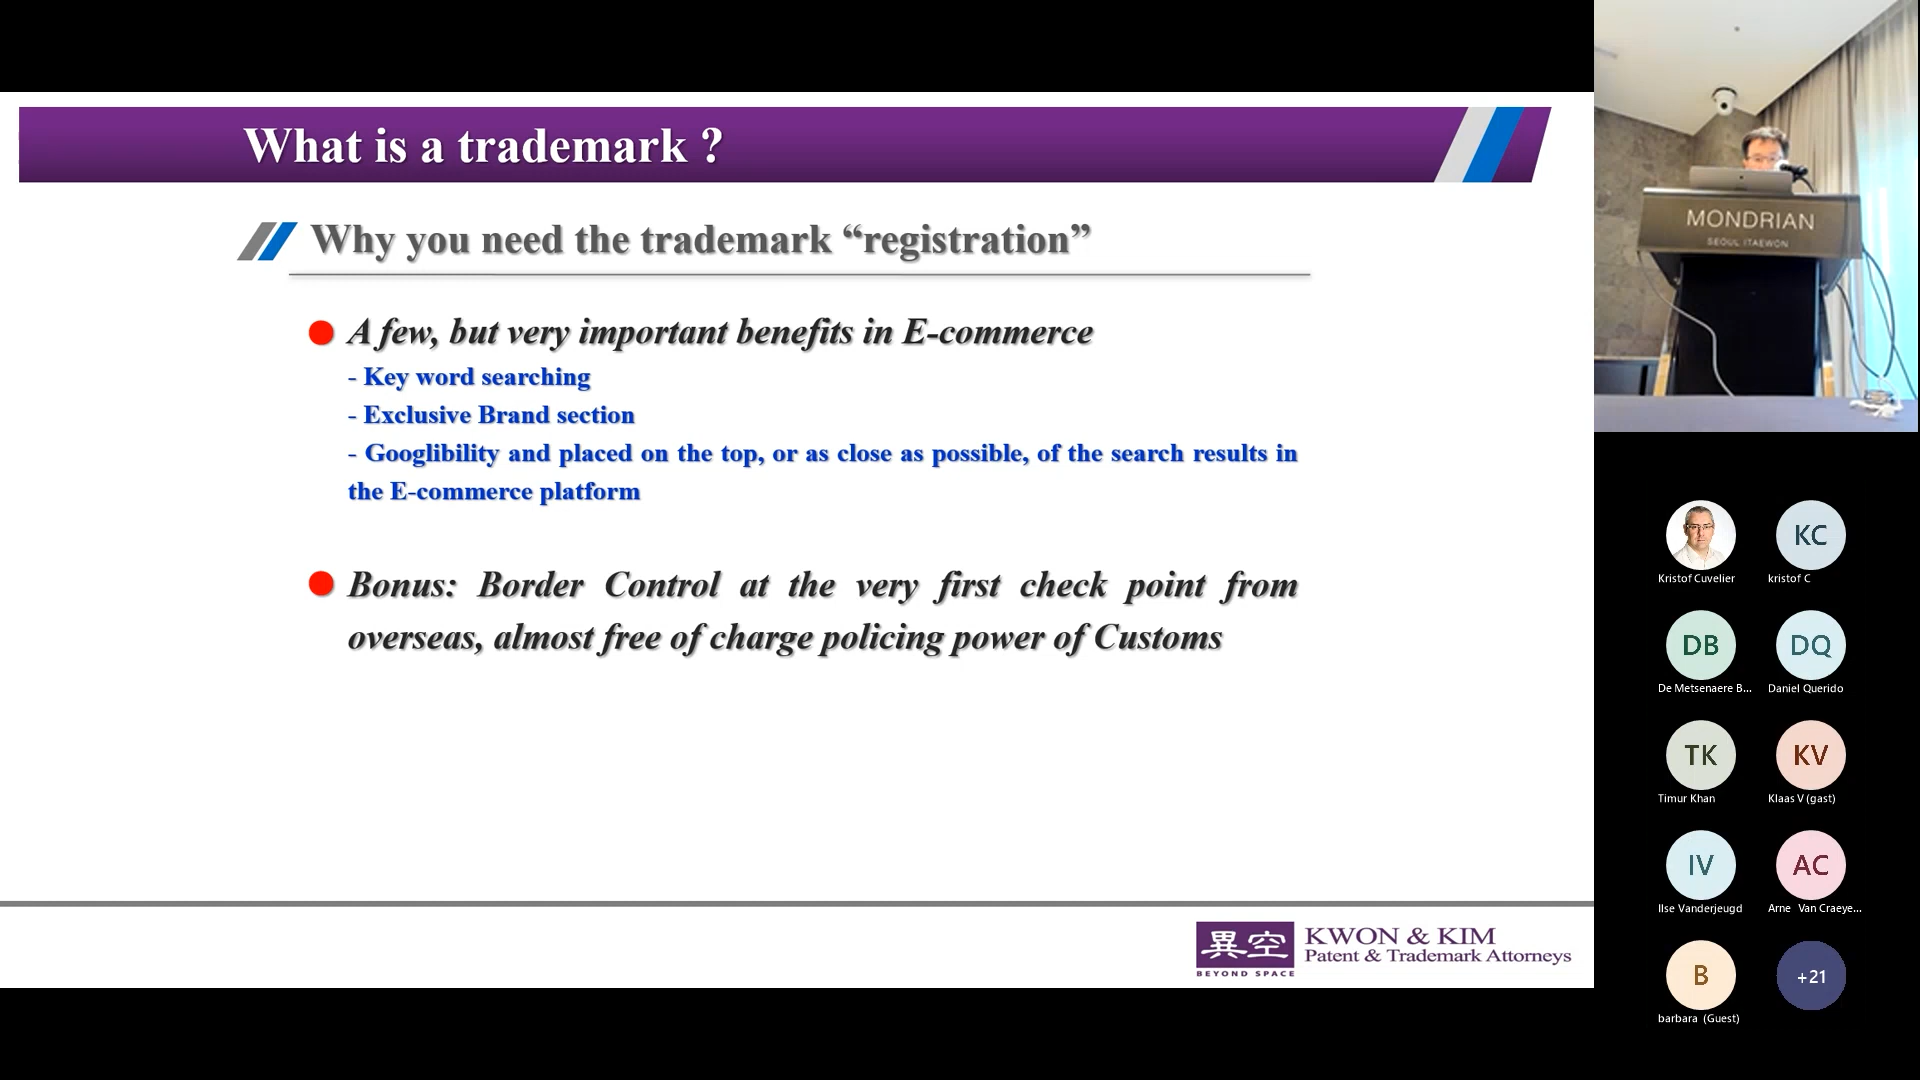 What is a trademark ?
Why you need the trademark “registration”
A few, but very important benefits in E-commerce
- Key word searching
- Exclusive Brand section
- Googlibility and placed on the top, or as close as possible, of the search results in
the E-commerce platform
Bonus: Border Control at the very first check point from
overseas, almost free of charge policing power of Customs
異空
BEYOND SPACE
KWON & KIM
Patent & Trademark Attorneys
MONDRIAN
SEOUL ITAEWON
Kristof Cuvelier
KC
kristof C
DB
De Metsenaere B...
DQ
Daniel Querido
TK
Timur Khan
KV
Klaas V (gast)
IV
Ilse Vanderjeugd
AC
Arne Van Craeye...
B
barbara (Guest)
+21